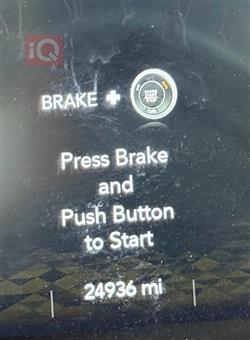 iQ
BRAKE +
Press Brake
and
Push Button
to Start
24936 mi